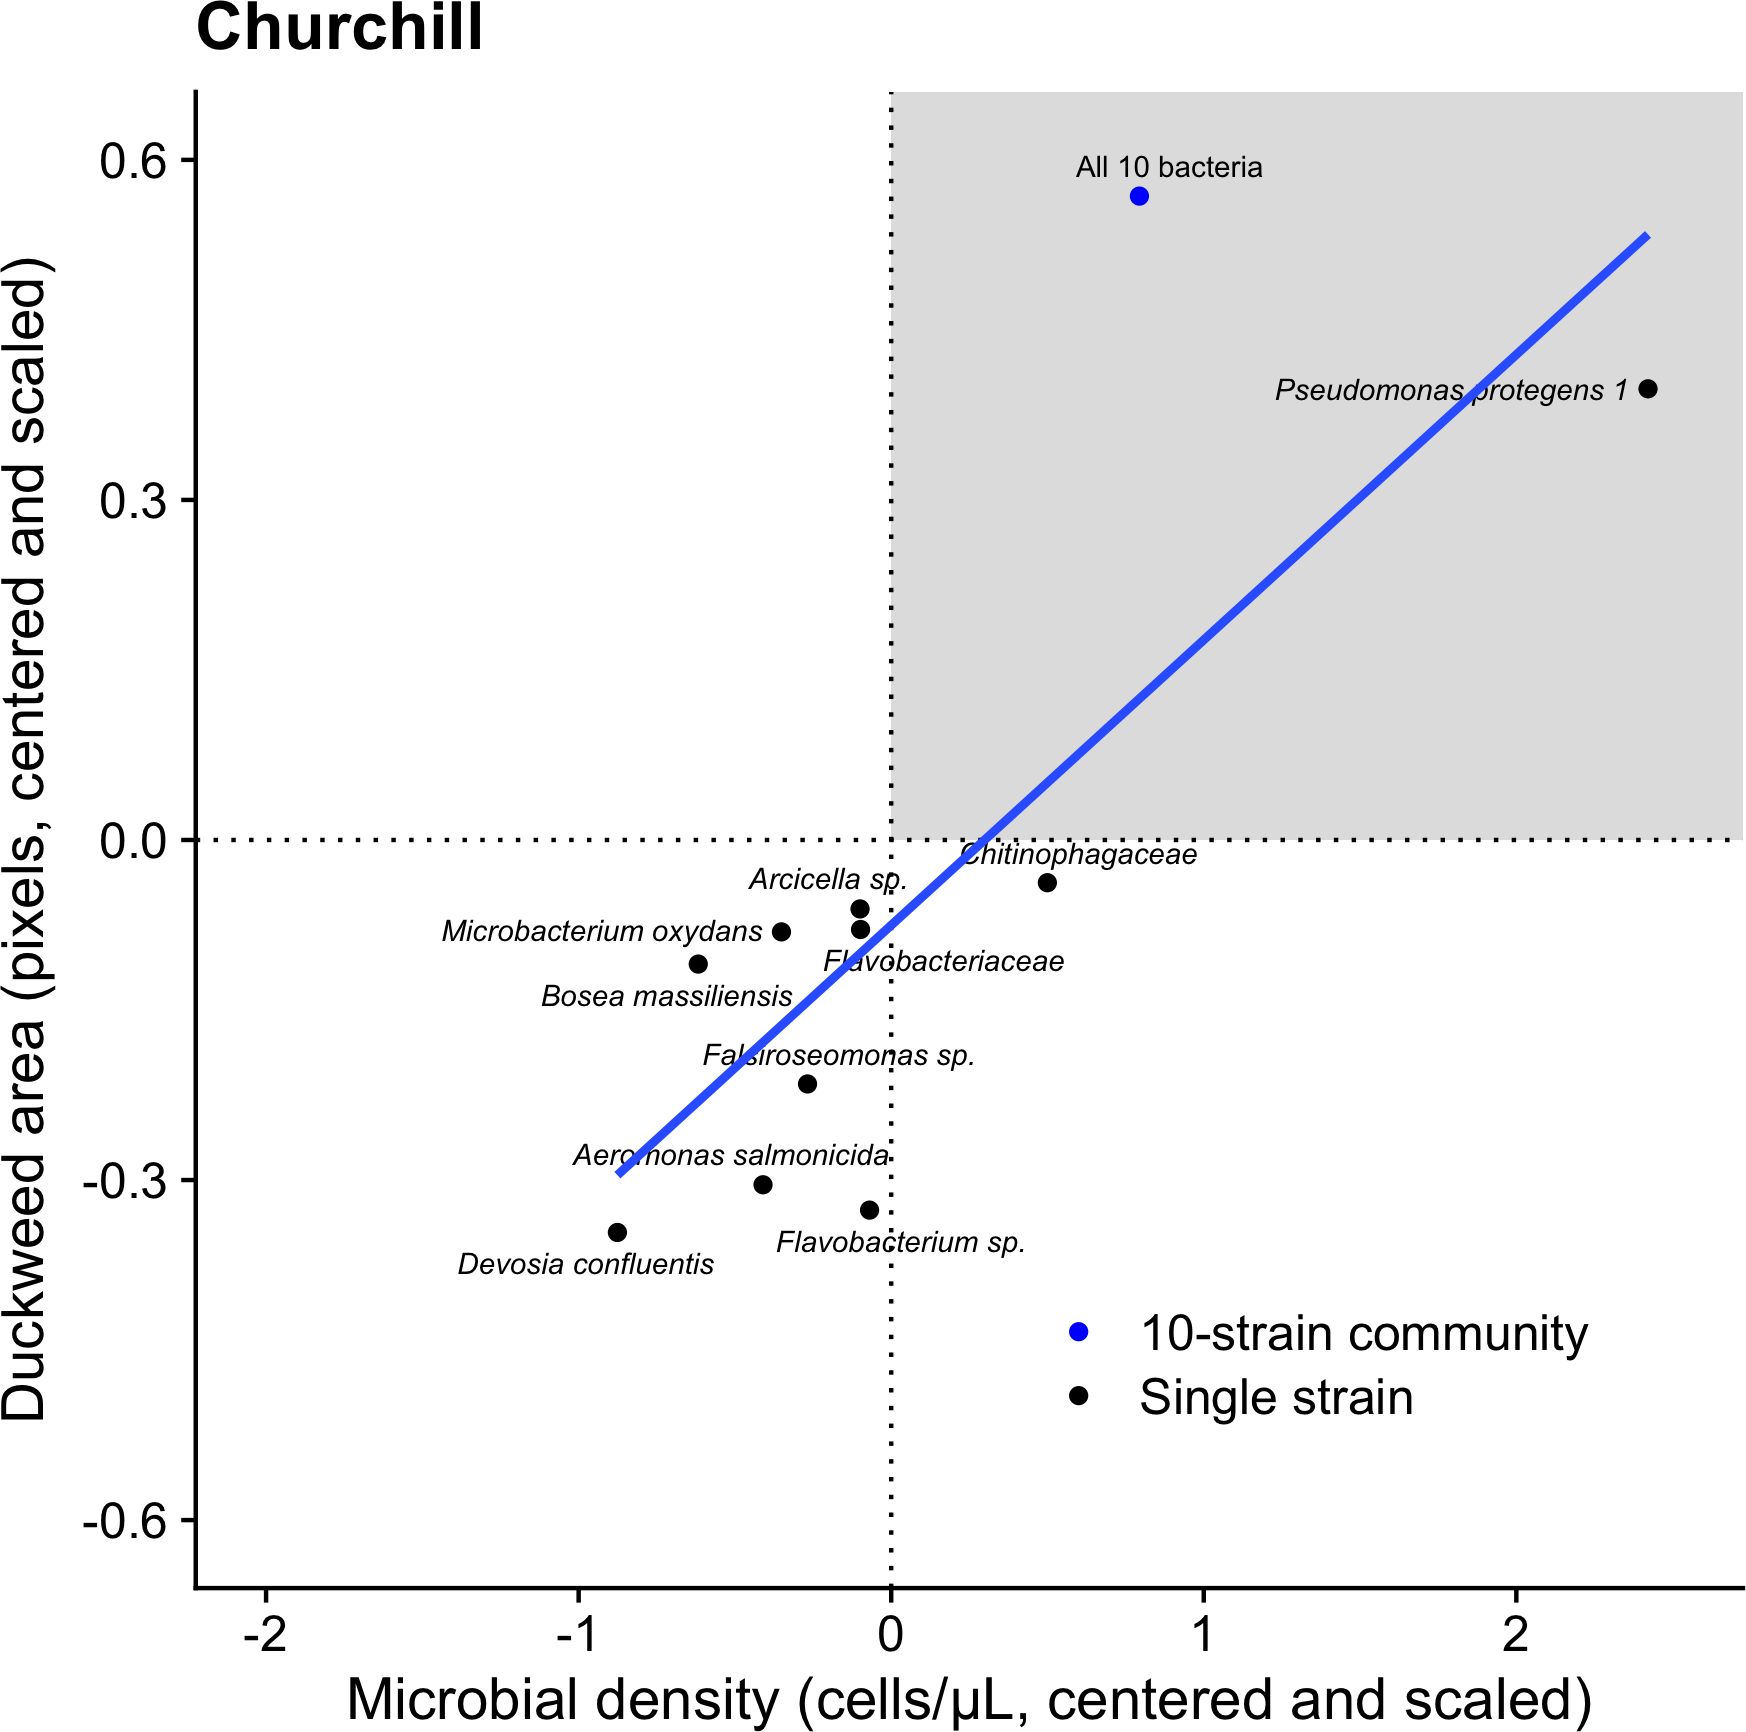 Churchill
Duckweed area (pixels, centered and scaled)
0.6
0.3
0.0
-0.3
-0.6
All 10 bacteria
Pseudomonas protegens 1
Chitinophagaceae
Arcicella sp.
Microbacterium oxydans
Flavobacteriaceae
Bosea massiliensis
Falsiroseomonas sp.
Aeromonas salmonicida
Flavobacterium sp.
Devosia confluentis
10-strain community
Single strain
-2 -1 0 1 2
Microbial density (cells/µL, centered and scaled)